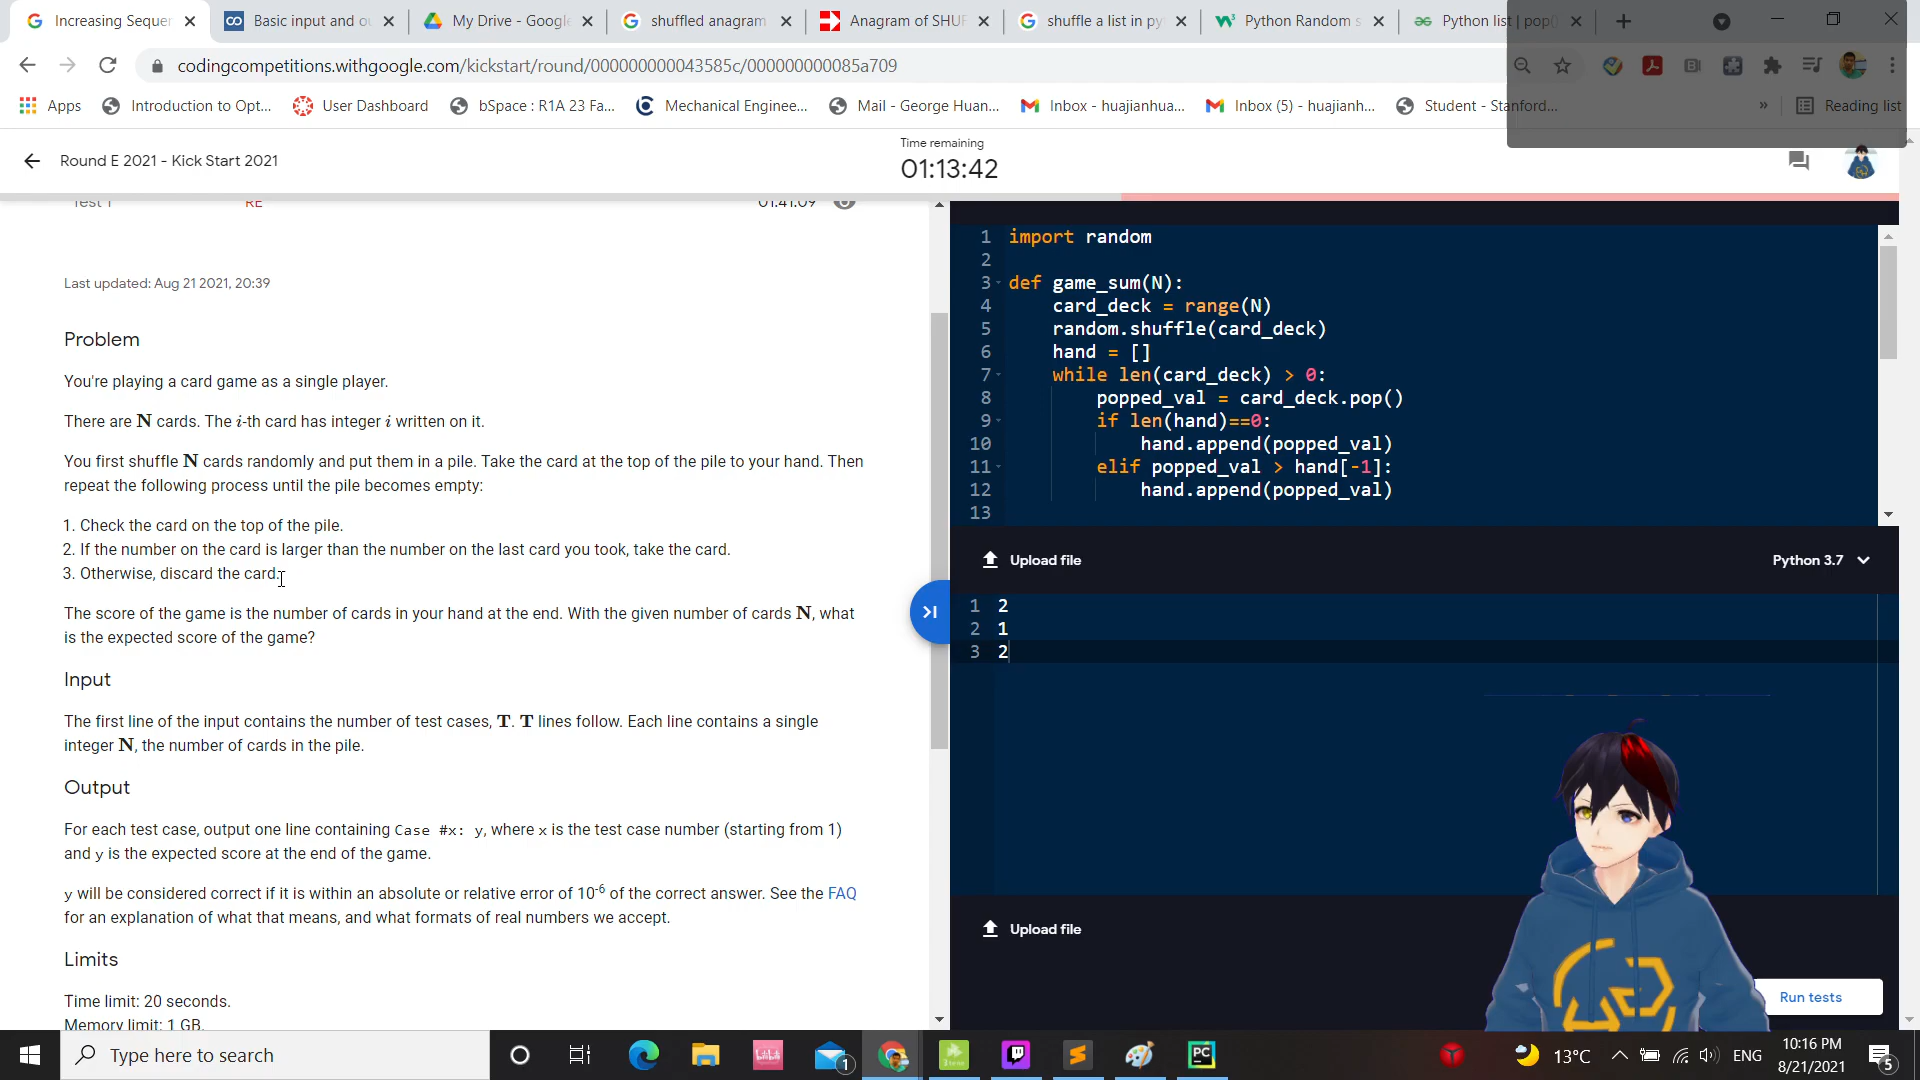 Increasing Sequen
Basic input and ou
My Drive - Google
shuffled anagram
Anagram of SHUF
shuffle a list in py
Python Random s
Python list | pop()
codingcompetitions.withgoogle.com/kickstart/round/000000000043585c/000000000085a709
Apps
Introduction to Opt...
User Dashboard
bSpace : R1A 23 Fa...
Mechanical Enginee...
Mail - George Huan...
Inbox - huajianhua...
Inbox (5) - huajianh...
Student - Stanford...
»
Reading list
Round E 2021 - Kick Start 2021
Time remaining
01:13:42
Test 1
RE
01:41:09
Last updated: Aug 21 2021, 20:39
Problem
You're playing a card game as a single player.
There are N cards. The i-th card has integer i written on it.
You first shuffle N cards randomly and put them in a pile. Take the card at the top of the pile to your hand. Then
repeat the following process until the pile becomes empty:
1. Check the card on the top of the pile.
2. If the number on the card is larger than the number on the last card you took, take the card.
3. Otherwise, discard the card.
The score of the game is the number of cards in your hand at the end. With the given number of cards N, what
is the expected score of the game?
Input
The first line of the input contains the number of test cases, T. T lines follow. Each line contains a single
integer N, the number of cards in the pile.
Output
For each test case, output one line containing Case #x: y, where x is the test case number (starting from 1)
and y is the expected score at the end of the game.
y will be considered correct if it is within an absolute or relative error of 10-6 of the correct answer. See the FAQ
for an explanation of what that means, and what formats of real numbers we accept.
Limits
Time limit: 20 seconds.
Memory limit: 1 GB.
1 import random
2
3 def game_sum(N):
4 card_deck = range(N)
5 random.shuffle(card_deck)
6 hand = []
7 while len(card_deck) > 0:
8 popped_val = card_deck.pop()
9 if len(hand)==0:
10 hand.append(popped_val)
11 elif popped_val > hand[-1]:
12 hand.append(popped_val)
13
Upload file
Python 3.7
1 2
2 1
3 2
Upload file
Run tests
Type here to search
1
PC
13°C
ENG
10:16 PM
8/21/2021
5